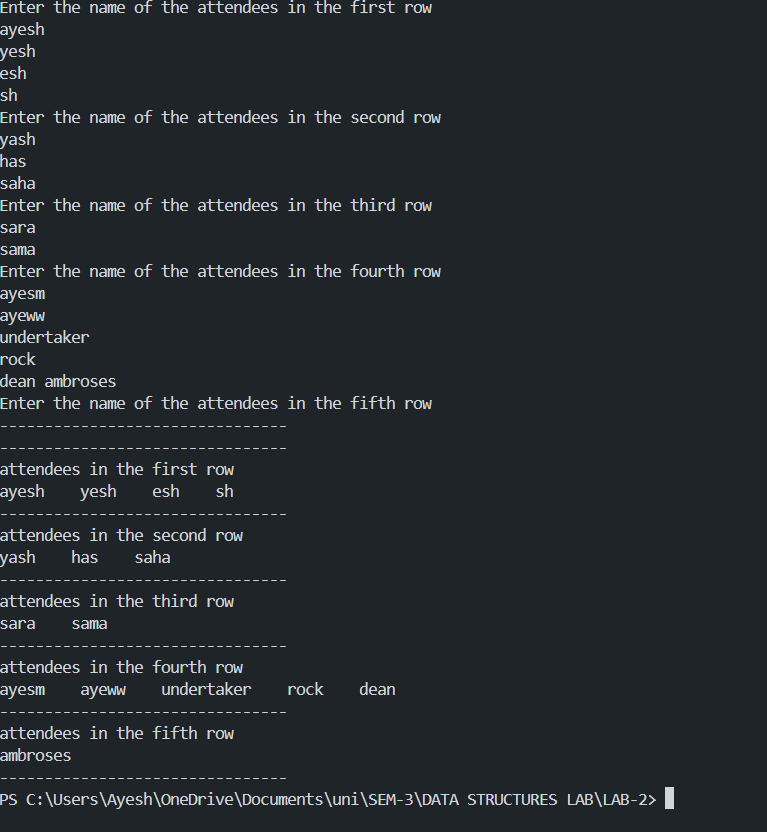 Enter the name of the attendees in the first row
ayesh
yesh
esh
sh
Enter the name of the attendees in the second row
yash
has
saha
Enter the name of the attendees in the third row
sara
sama
Enter the name of the attendees in the fourth row
ayesm
ayeww
undertaker
rock
dean ambroses
Enter the name of the attendees in the fifth row
--------------------------------
--------------------------------
attendees in the first row
ayesh    yesh    esh    sh
--------------------------------
attendees in the second row
yash    has    saha
--------------------------------
attendees in the third row
sara    sama
--------------------------------
attendees in the fourth row
ayesm    ayeww    undertaker    rock    dean
--------------------------------
attendees in the fifth row
ambroses
--------------------------------
PS C:\Users\Ayesh\OneDrive\Documents\uni\SEM-3\DATA STRUCTURES LAB\LAB-2>